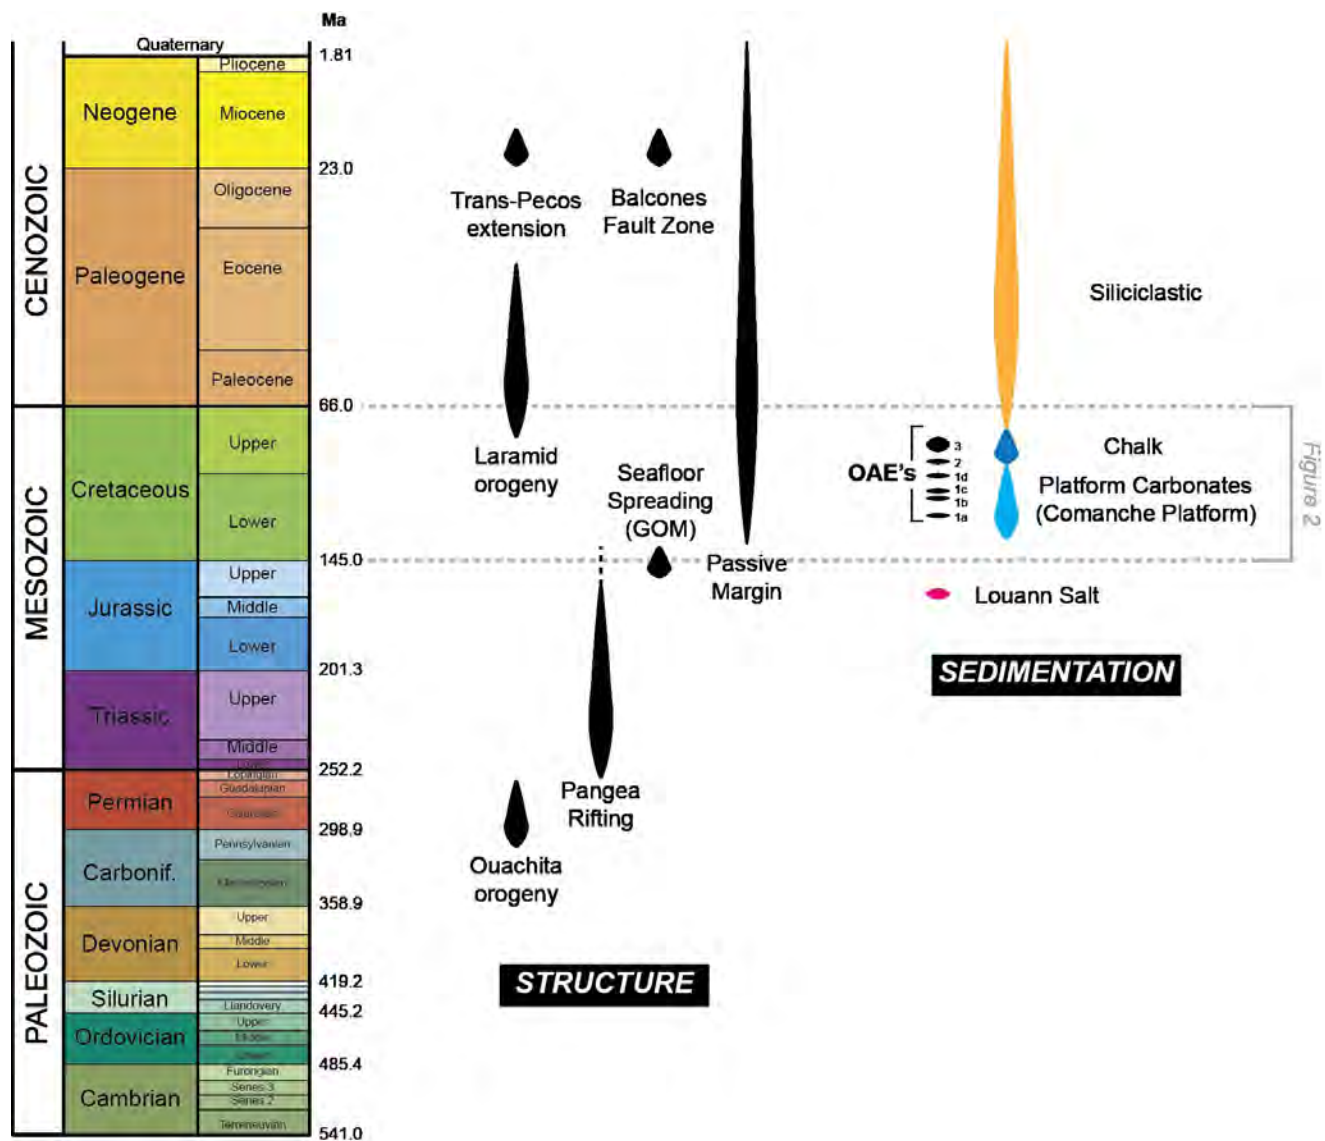 Ma
Quaternary
1.81
CENOZOIC
Neogene
Pliocene
Miocene
23.0
Paleogene
Oligocene
Eocene
Paleocene
66.0
MESOZOIC
Cretaceous
Upper
Lower
145.0
Jurassic
Upper
Middle
Lower
201.3
Triassic
Upper
Middle
Lower
252.2
PALEOZOIC
Permian
Lopingian
Guadalupian
298.9
Carbonif.
Pennsylvanian
358.9
Devonian
Upper
Middle
Lower
419.2
Silurian
Llandovery
445.2
Ordovician
Upper
Middle
Lower
485.4
Cambrian
Furongian
Series 3
Series 2
Terreneuvian
541.0
Trans-Pecos
extension
Balcones
Fault Zone
Laramid
orogeny
Seafloor
Spreading
(GOM)
Passive
Margin
Pangea
Rifting
Ouachita
orogeny
STRUCTURE
Siliciclastic
OAE's
3
2
1d
1c
1b
1a
Chalk
Platform Carbonates
(Comanche Platform)
Louann Salt
SEDIMENTATION
Figure 2